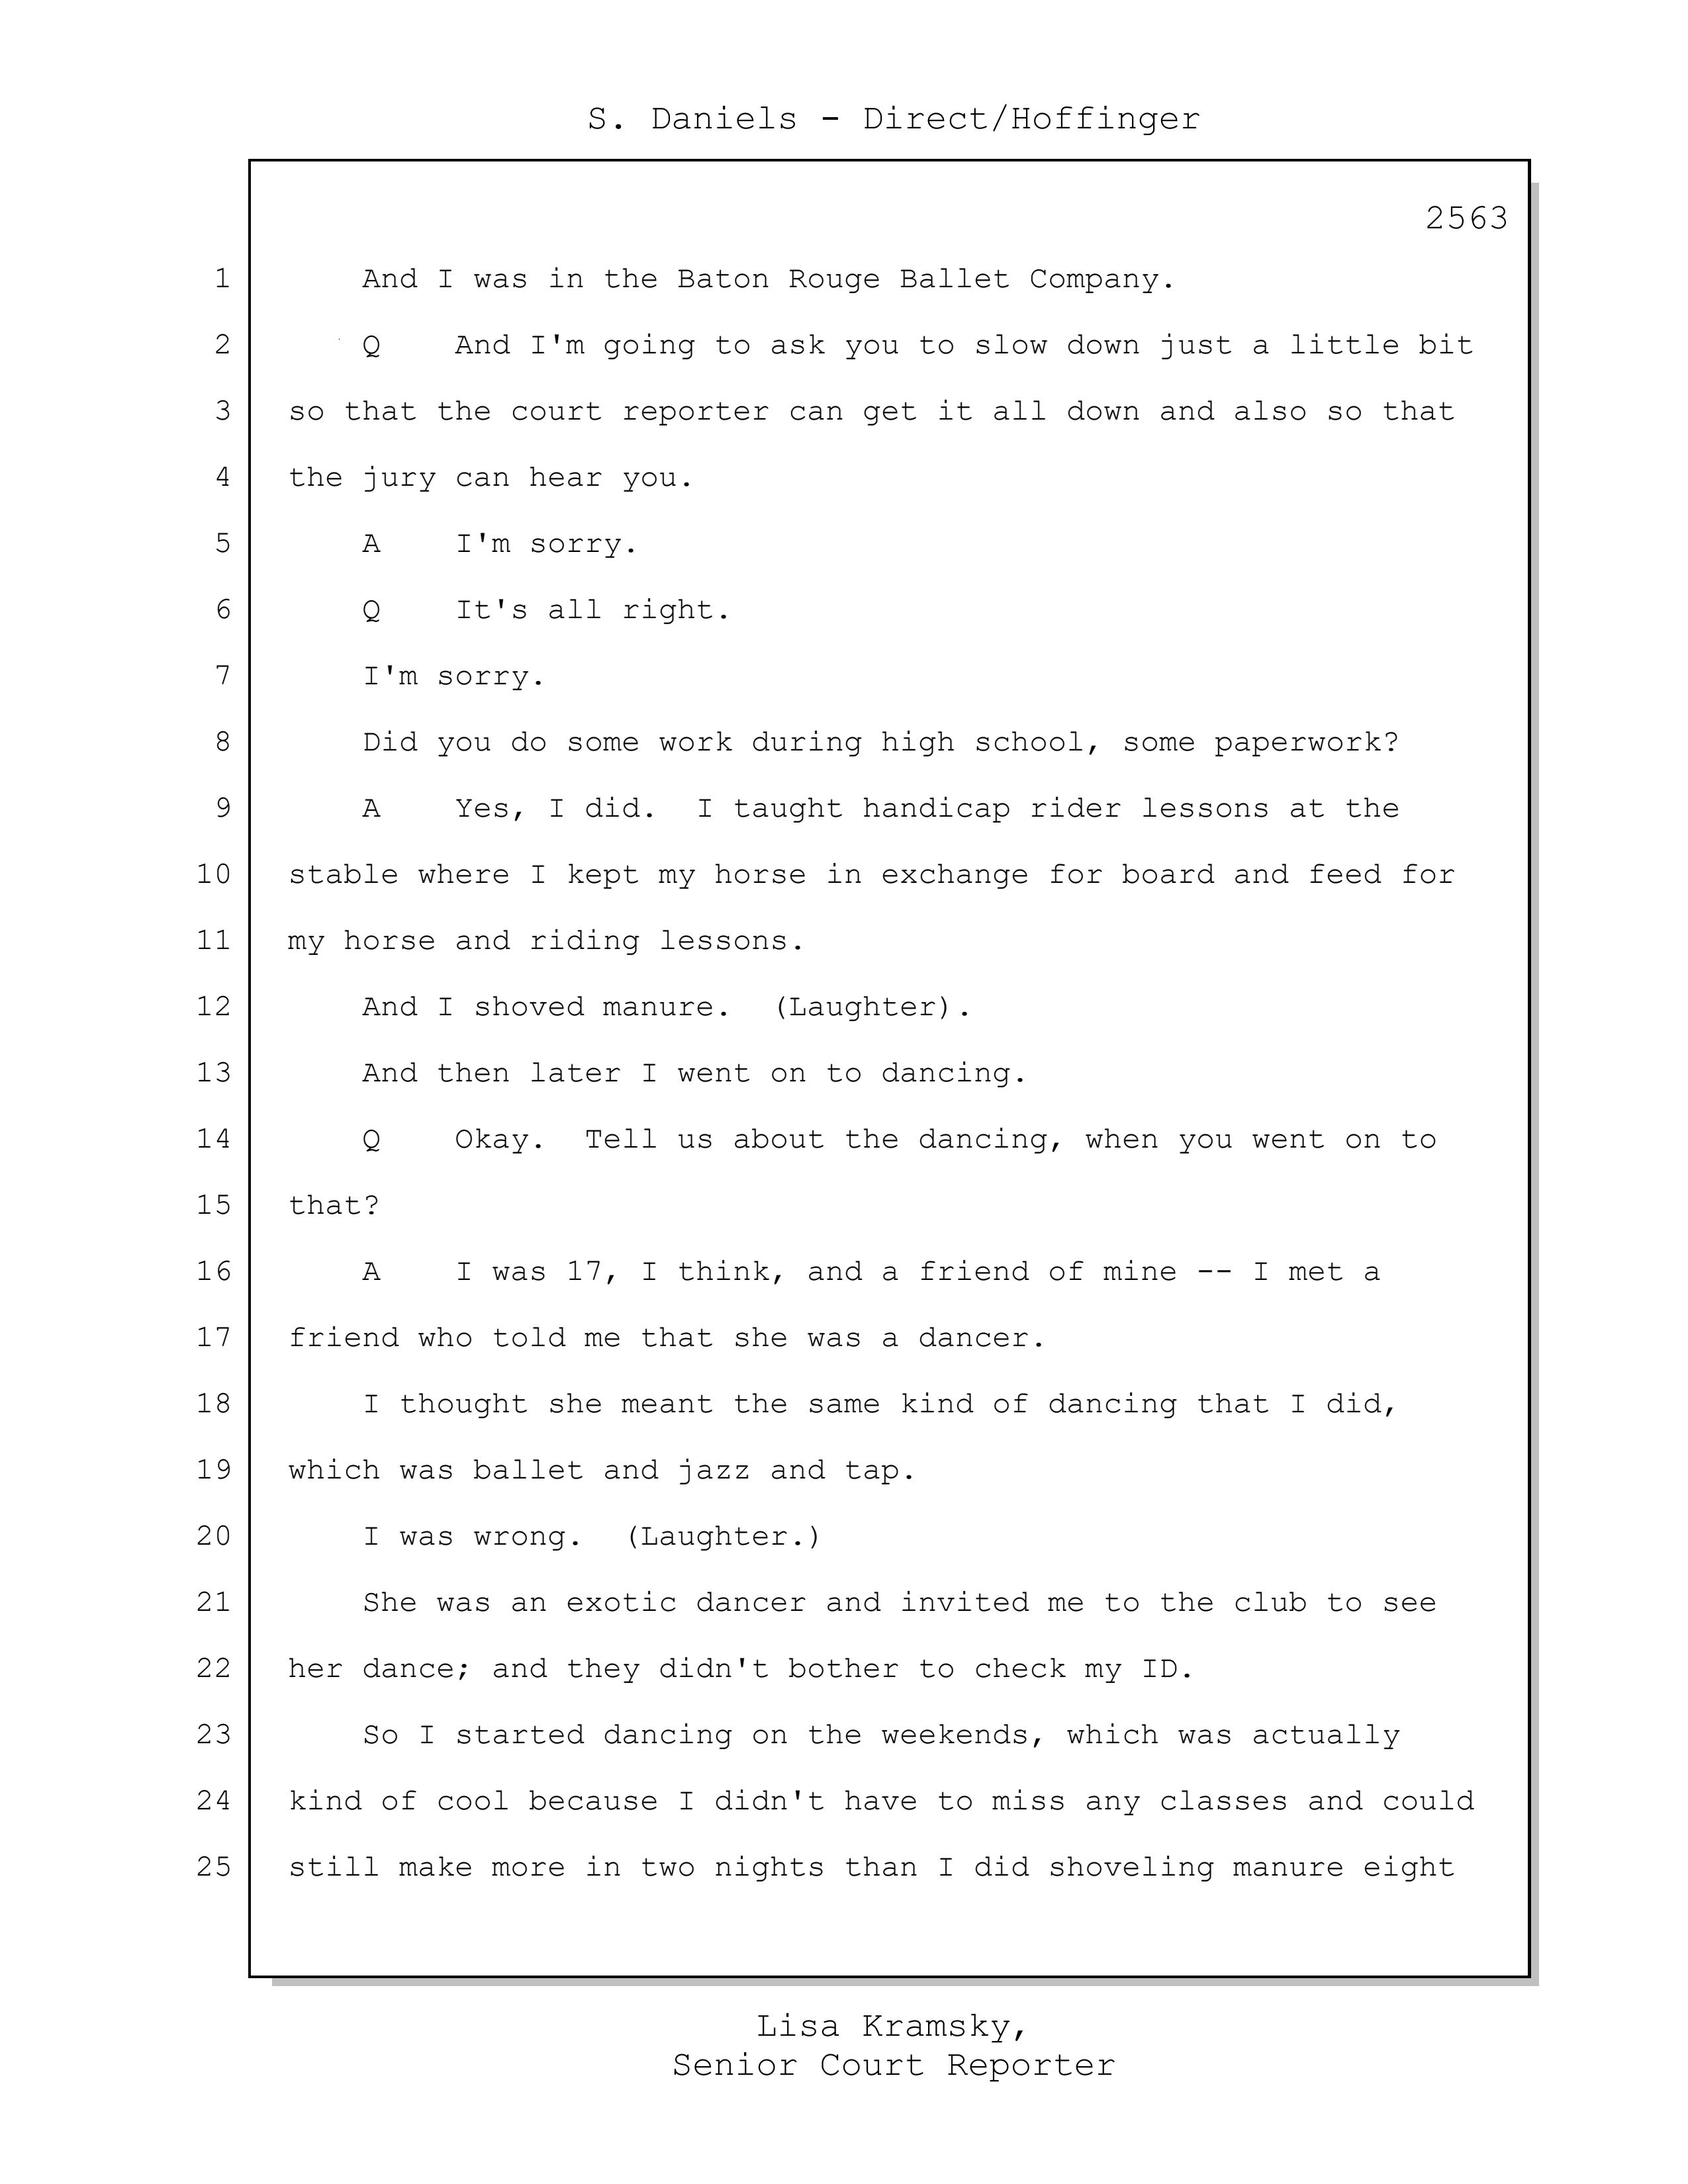 S. Daniels - Direct/Hoffinger
2563
1 And I was in the Baton Rouge Ballet Company.
2 Q And I'm going to ask you to slow down just a little bit
3 so that the court reporter can get it all down and also so that
4 the jury can hear you.
5 A I'm sorry.
6 Q It's all right.
7 I'm sorry.
8 Did you do some work during high school, some paperwork?
9 A Yes, I did. I taught handicap rider lessons at the
10 stable where I kept my horse in exchange for board and feed for
11 my horse and riding lessons.
12 And I shoved manure. (Laughter).
13 And then later I went on to dancing.
14 Q Okay. Tell us about the dancing, when you went on to
15 that?
16 A I was 17, I think, and a friend of mine -- I met a
17 friend who told me that she was a dancer.
18 I thought she meant the same kind of dancing that I did,
19 which was ballet and jazz and tap.
20 I was wrong. (Laughter.)
21 She was an exotic dancer and invited me to the club to see
22 her dance; and they didn't bother to check my ID.
23 So I started dancing on the weekends, which was actually
24 kind of cool because I didn't have to miss any classes and could
25 still make more in two nights than I did shoveling manure eight
Lisa Kramsky,
Senior Court Reporter